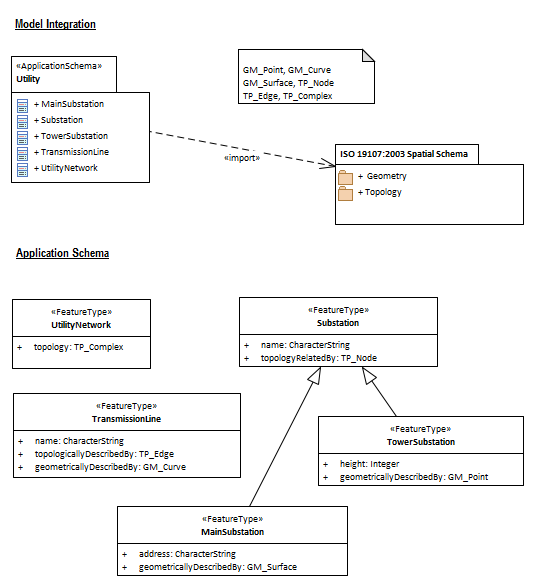 Model Integration
«ApplicationSchema»
Utility
+ MainSubstation
+ Substation
+ TowerSubstation
+ TransmissionLine
+ UtilityNetwork
GM_Point, GM_Curve
GM_Surface, TP_Node
TP_Edge, TP_Complex
«import»
ISO 19107:2003 Spatial Schema
+ Geometry
+ Topology
Application Schema
«FeatureType»
UtilityNetwork
+ topology: TP_Complex
«FeatureType»
Substation
+ name: CharacterString
+ topologyRelatedBy: TP_Node
«FeatureType»
TransmissionLine
+ name: CharacterString
+ topologicallyDescribedBy: TP_Edge
+ geometricallyDescribedBy: GM_Curve
«FeatureType»
TowerSubstation
+ height: Integer
+ geometricallyDescribedBy: GM_Point
«FeatureType»
MainSubstation
+ address: CharacterString
+ geometricallyDescribedBy: GM_Surface